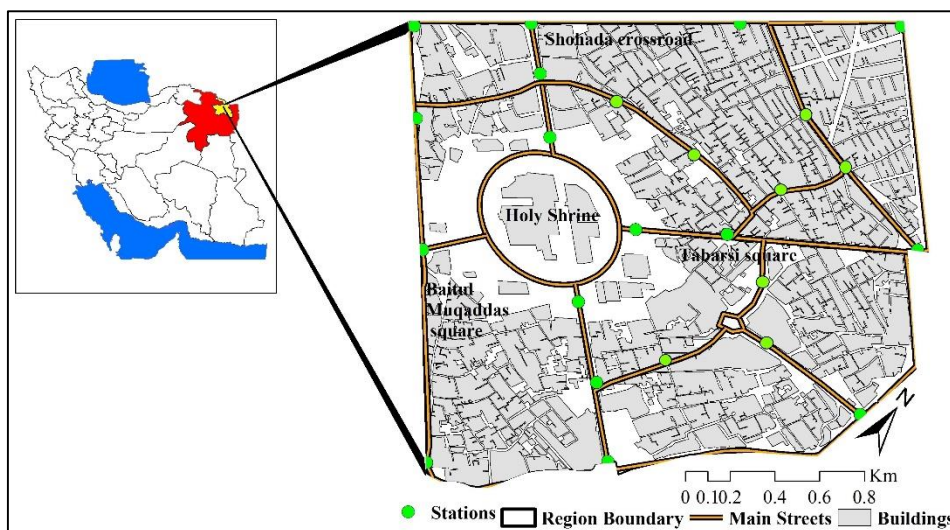 Shohada crossroad
Holy Shrine
Tabarsi square
Baitul
Muqaddas
square
N
Km
0 0.10.2 0.4 0.6 0.8
Stations Region Boundary Main Streets Buildings